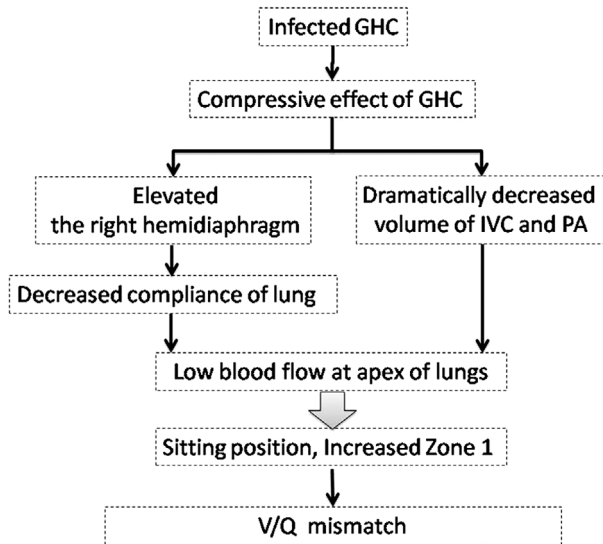 Infected GHC
Compressive effect of GHC
Elevated
the right hemidiaphragm
Dramatically decreased
volume of IVC and PA
Decreased compliance of lung
Low blood flow at apex of lungs
Sitting position, Increased Zone 1
V/Q mismatch